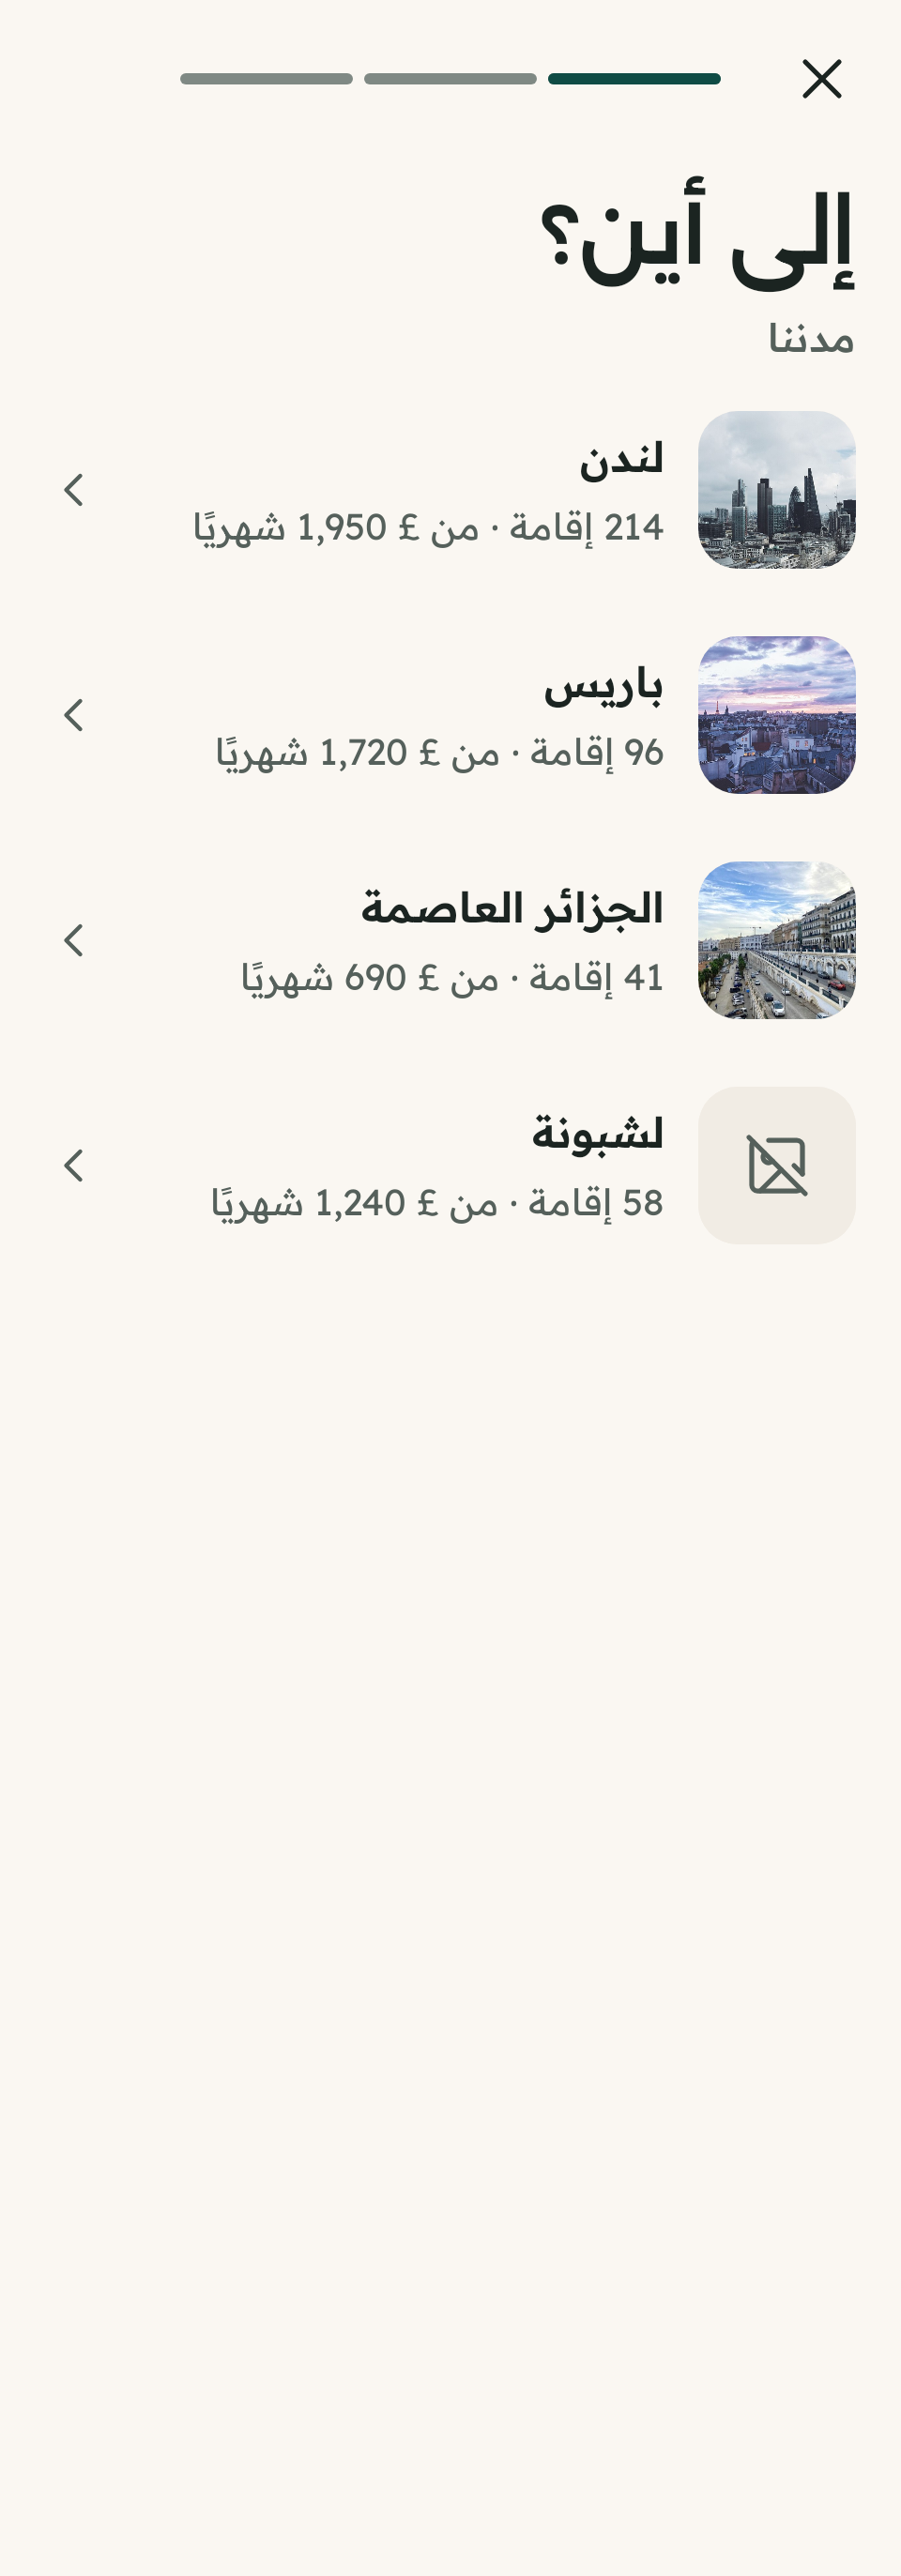 إلى أين؟
مدننا
لندن
214 إقامة · من £ 1,950 شهريًا
باريس
96 إقامة · من £ 1,720 شهريًا
الجزائر العاصمة
41 إقامة · من £ 690 شهريًا
لشبونة
58 إقامة · من £ 1,240 شهريًا